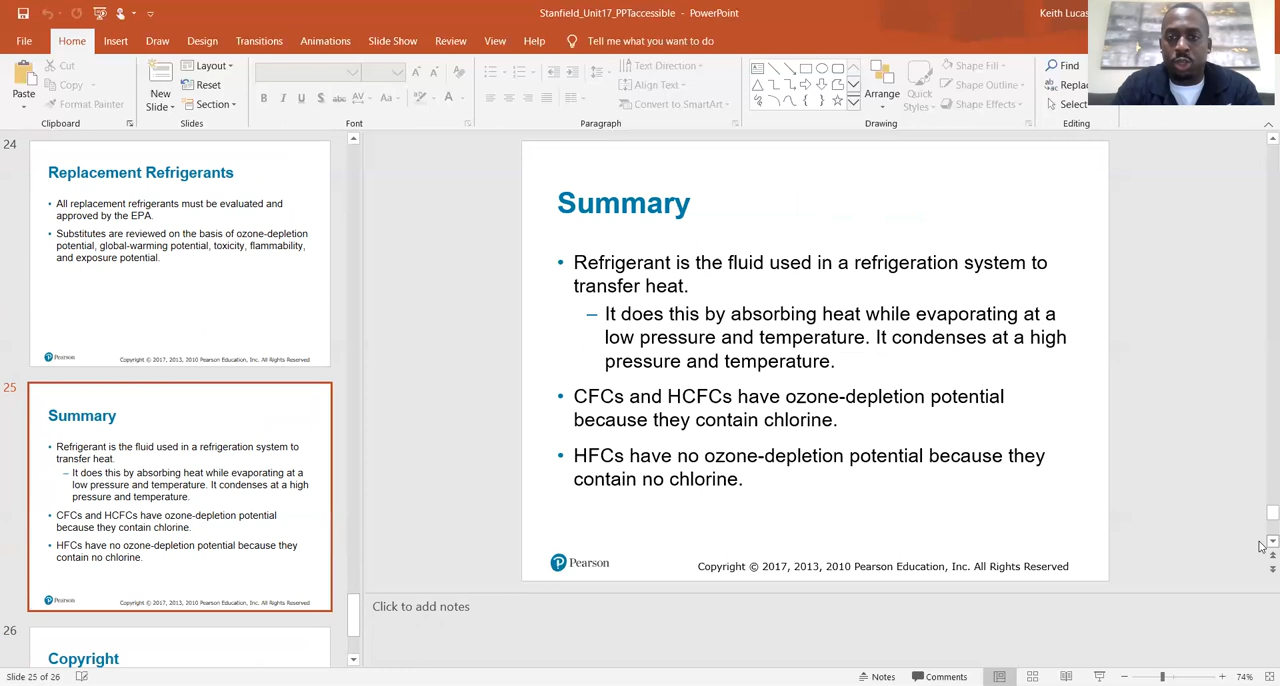 Stanfield_Unit17_PPTaccessible - PowerPoint
Keith Lucas
File Home Insert Draw Design Transitions Animations Slide Show Review View Help Tell me what you want to do
Paste
Cut
Copy
Format Painter
Clipboard
New
Slide
Layout
Reset
Section
Slides
B I U S abc AV Aa A
Font
Text Direction
Align Text
Convert to SmartArt
Paragraph
Arrange
Quick
Styles
Shape Fill
Shape Outline
Shape Effects
Drawing
Find
Replac
Select
Editing
24
Replacement Refrigerants
• All replacement refrigerants must be evaluated and
approved by the EPA.
• Substitutes are reviewed on the basis of ozone-depletion
potential, global-warming potential, toxicity, flammability,
and exposure potential.
Pearson
Copyright © 2017, 2013, 2010 Pearson Education, Inc. All Rights Reserved
25
Summary
• Refrigerant is the fluid used in a refrigeration system to
transfer heat.
– It does this by absorbing heat while evaporating at a
low pressure and temperature. It condenses at a high
pressure and temperature.
• CFCs and HCFCs have ozone-depletion potential
because they contain chlorine.
• HFCs have no ozone-depletion potential because they
contain no chlorine.
Pearson
Copyright © 2017, 2013, 2010 Pearson Education, Inc. All Rights Reserved
26
Copyright
Summary
• Refrigerant is the fluid used in a refrigeration system to
transfer heat.
– It does this by absorbing heat while evaporating at a
low pressure and temperature. It condenses at a high
pressure and temperature.
• CFCs and HCFCs have ozone-depletion potential
because they contain chlorine.
• HFCs have no ozone-depletion potential because they
contain no chlorine.
Pearson
Copyright © 2017, 2013, 2010 Pearson Education, Inc. All Rights Reserved
Click to add notes
Slide 25 of 26
Notes
Comments
74%